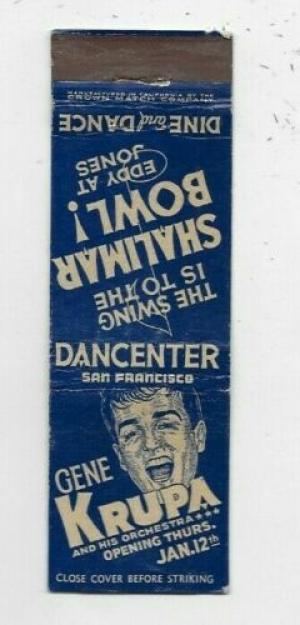 MANUFACTURED IN CALIFORNIA BY THE
CROWN MATCH COMPANY
DINE and DANCE
EDDY AT
JONES
SHALIMAR
BOWL!
THE SWING
IS TO THE
DANCENTER
SAN FRANCISCO
GENE
KRUPA
AND HIS ORCHESTRA
OPENING THURS.
JAN. 12th
CLOSE COVER BEFORE STRIKING